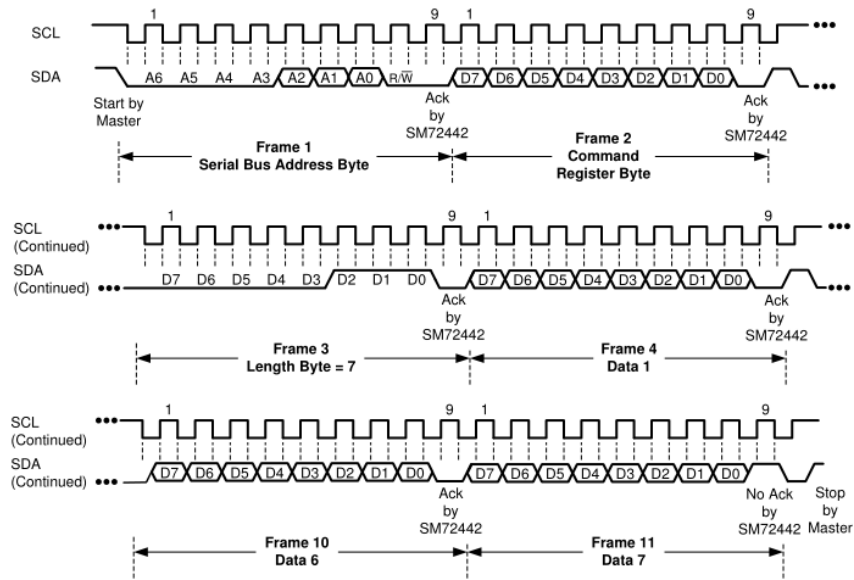 1 9 1 9
SCL
SDA A6 A5 A4 A3 A2 A1 A0 R/W̅ D7 D6 D5 D4 D3 D2 D1 D0
Start by Master
Ack by SM72442
Ack by SM72442
Frame 1
Serial Bus Address Byte
Frame 2
Command
Register Byte
1 9 1 9
SCL
(Continued)
SDA
(Continued)
D7 D6 D5 D4 D3 D2 D1 D0 D7 D6 D5 D4 D3 D2 D1 D0
Ack by SM72442
Ack by SM72442
Frame 3
Length Byte = 7
Frame 4
Data 1
1 9 1 9
SCL
(Continued)
SDA
(Continued)
D7 D6 D5 D4 D3 D2 D1 D0 D7 D6 D5 D4 D3 D2 D1 D0
Ack by SM72442
No Ack by SM72442
Stop by Master
Frame 10
Data 6
Frame 11
Data 7